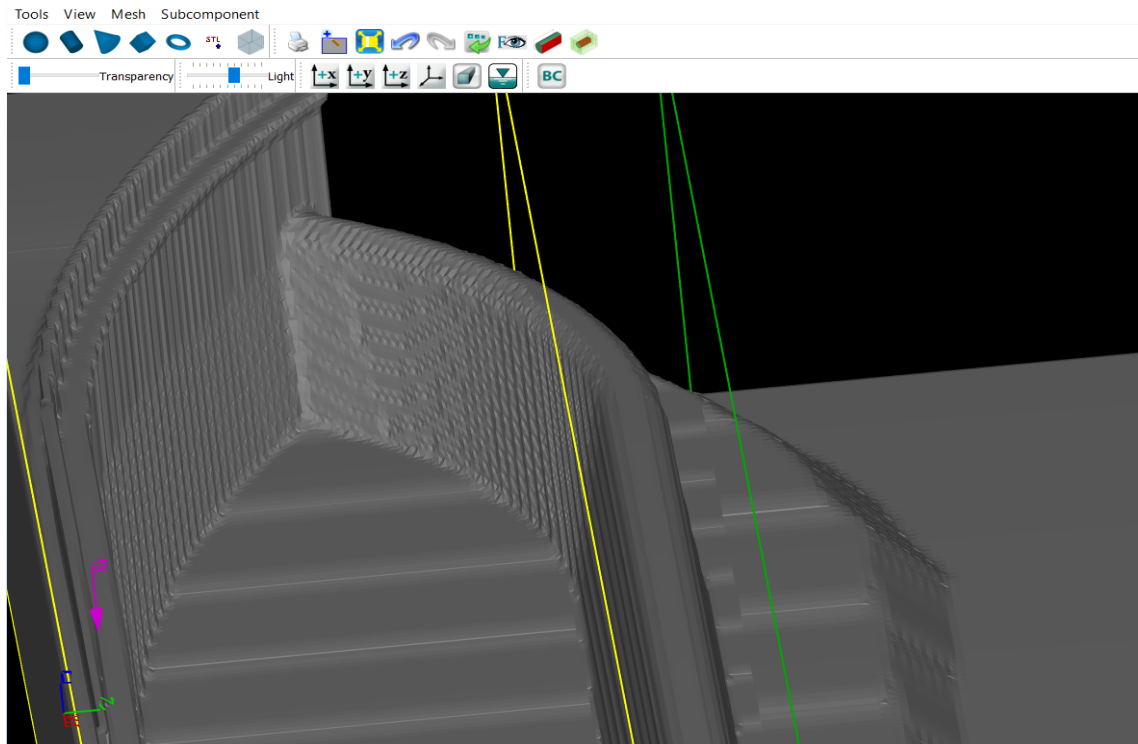 Tools View Mesh Subcomponent
STL
Transparency Light +x +y +z BC